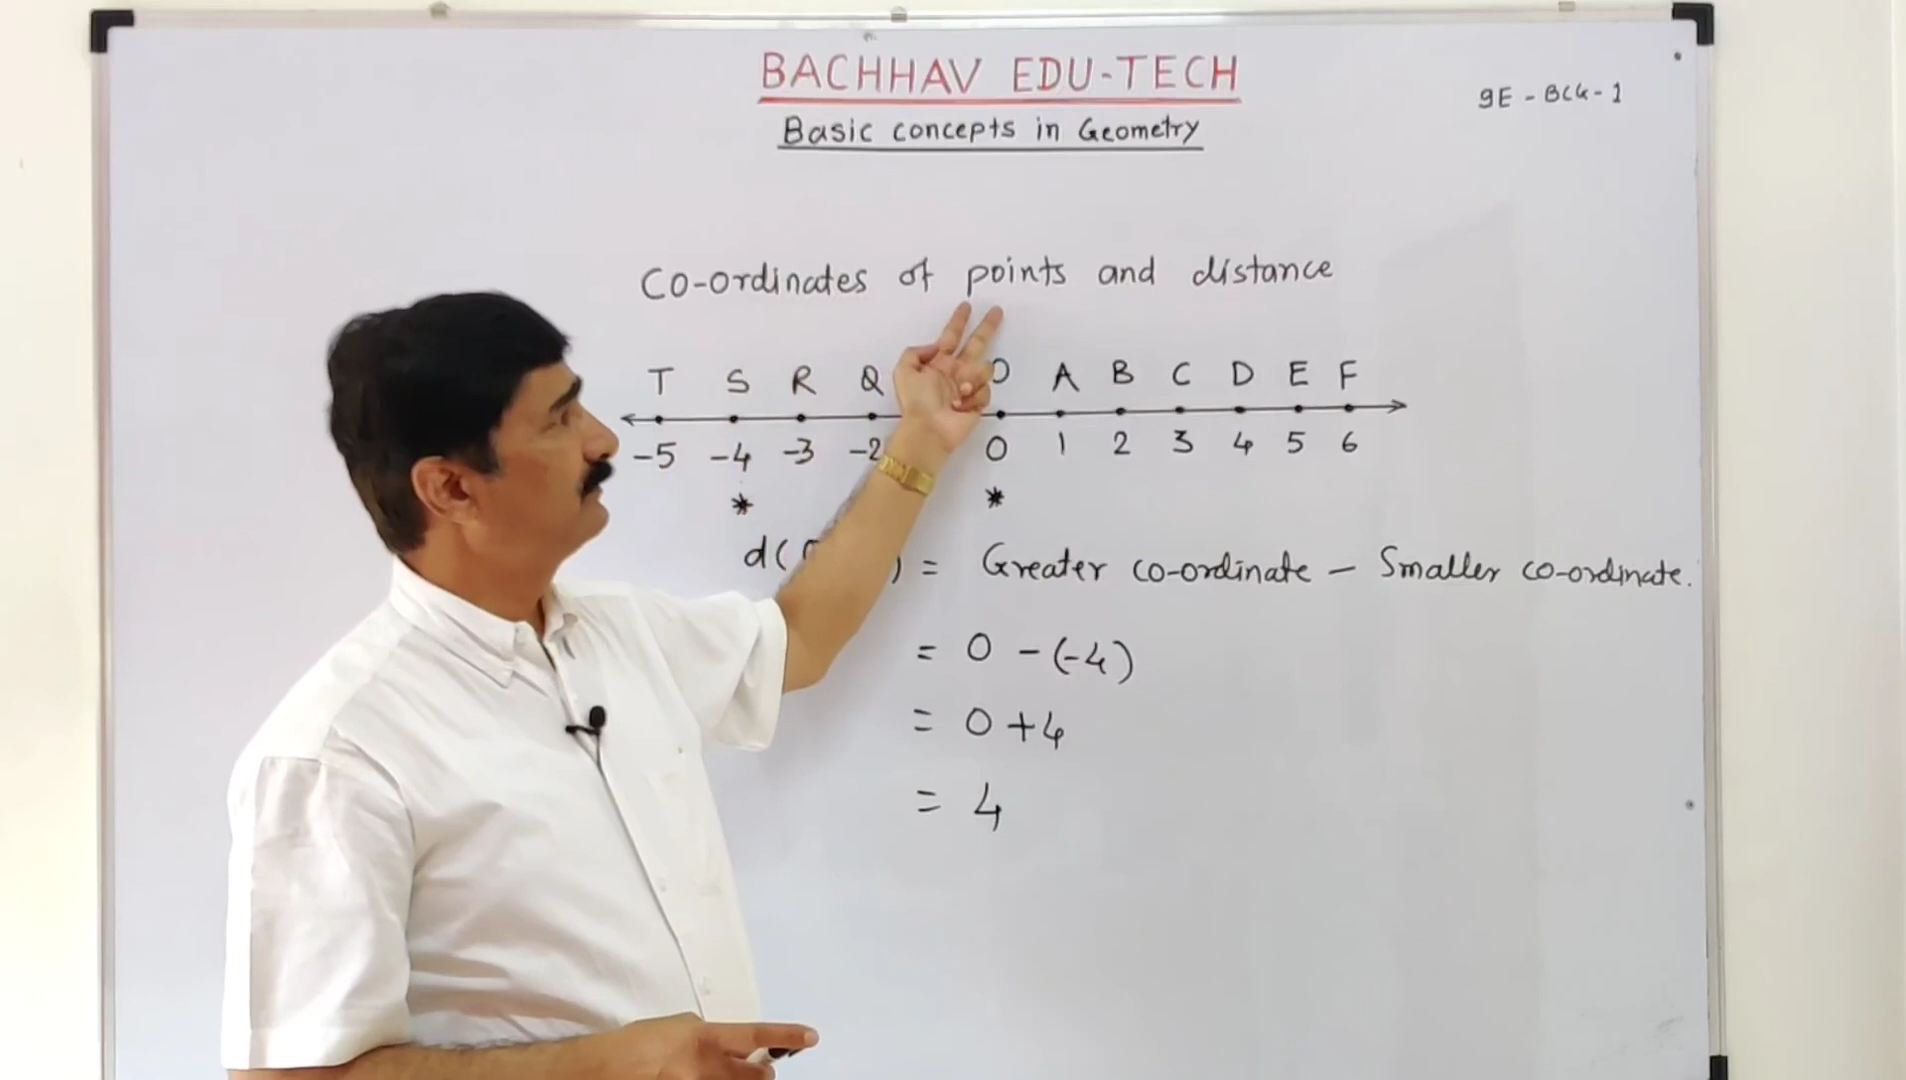 BACHHAV EDU-TECH
9E - BCG - 1
Basic concepts in Geometry
Co-ordinates of points and distance
T S R Q O A B C D E F
-5 -4 -3 -2 0 1 2 3 4 5 6
* *
d( ) = Greater co-ordinate - Smaller co-ordinate.
= 0 - (-4)
= 0 + 4
= 4